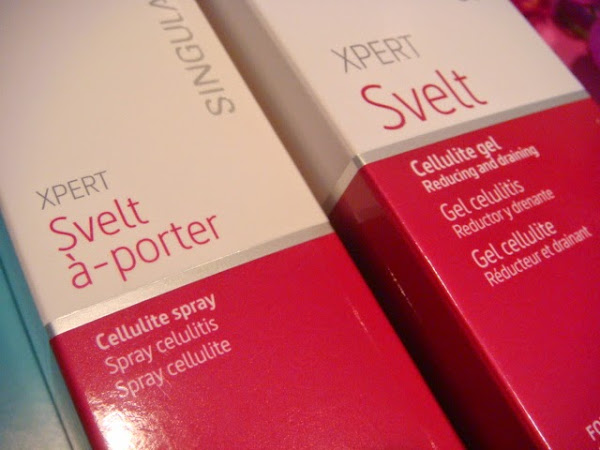 XPERT
Svelt
à-porter
Cellulite spray
Spray celulitis
Spray cellulite
XPERT
Svelt
Cellulite gel
Reducing and draining
Gel celulitis
Reductor y drenante
Gel cellulite
Réducteur et drainant